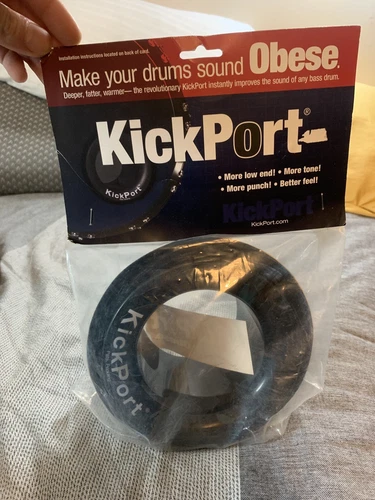 Installation Instructions located on back of card.
Make your drums sound Obese.
Deeper, fatter, warmer— the revolutionary KickPort instantly improves the sound of any bass drum.
KickPort®
KickPort
• More low end! • More tone!
• More punch! • Better feel!
KickPort
KickPort.com
KickPort